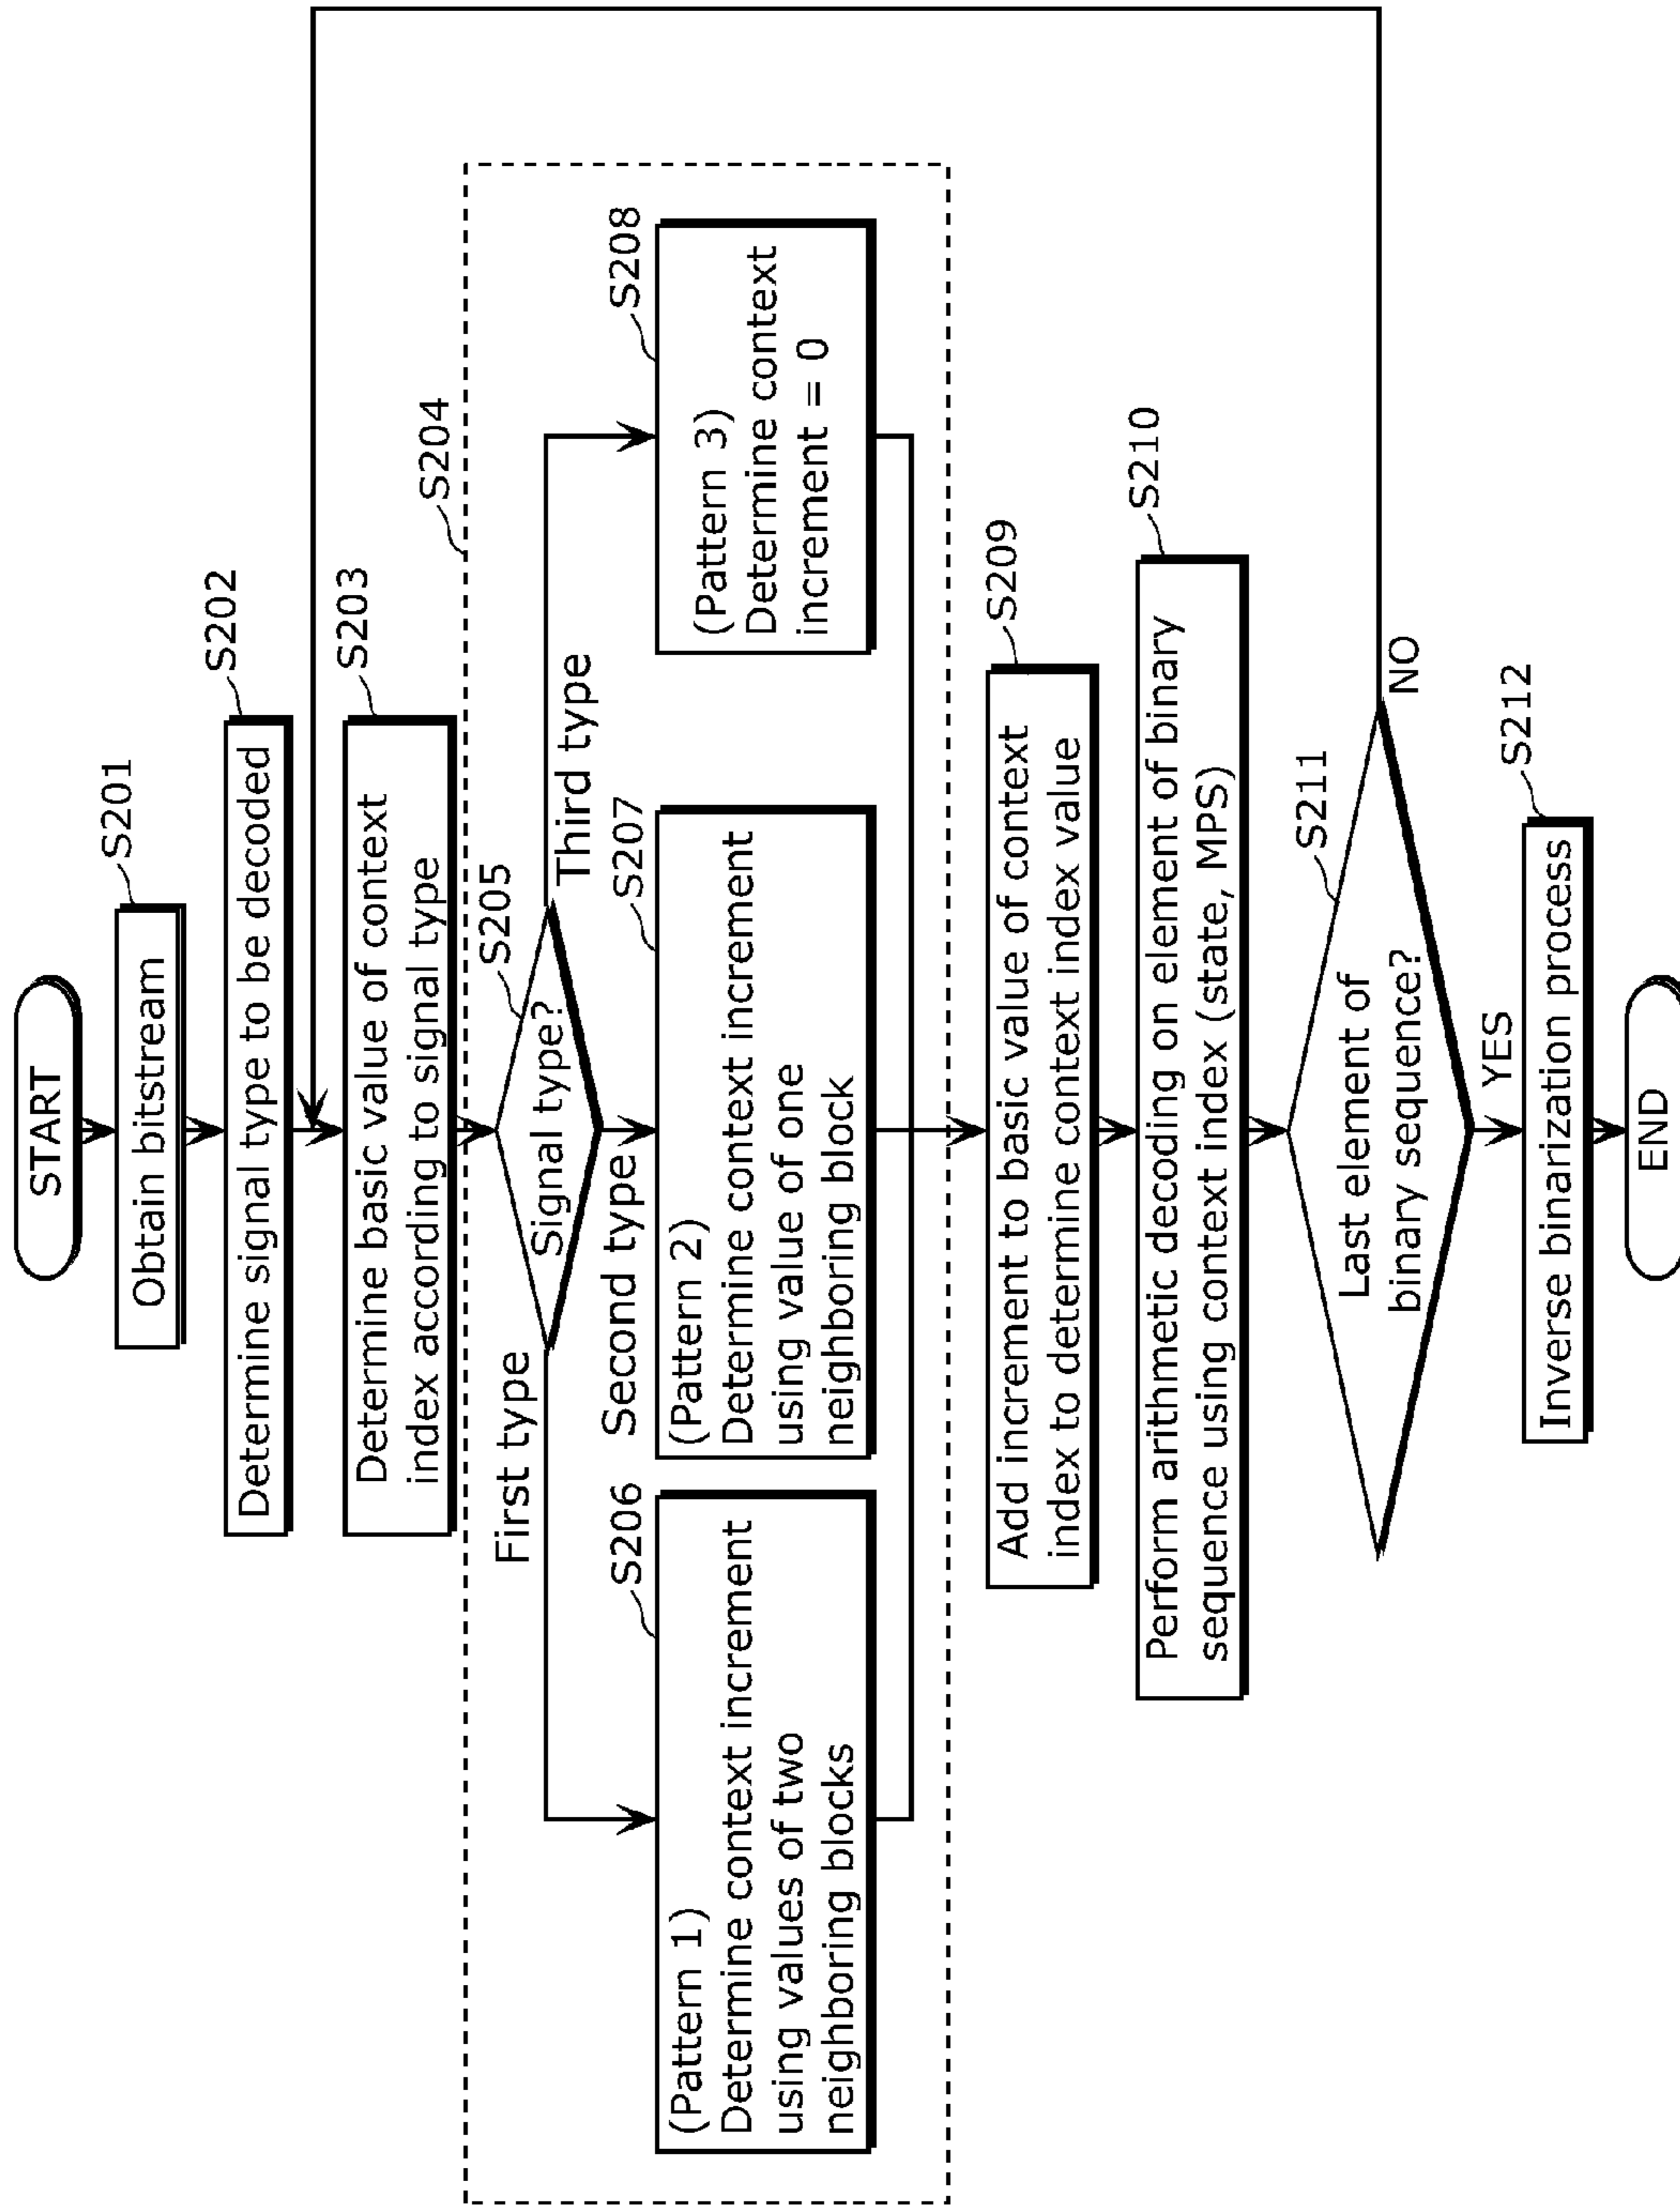 START
S201
Obtain bitstream
S202
Determine signal type to be decoded
S203
Determine basic value of context
index according to signal type
S204
S205
Signal type?
First type
Second type
Third type
S206
(Pattern 1)
Determine context increment
using values of two
neighboring blocks
S207
(Pattern 2)
Determine context increment
using value of one
neighboring block
S208
(Pattern 3)
Determine context
increment = 0
S209
Add increment to basic value of context
index to determine context index value
S210
Perform arithmetic decoding on element of binary
sequence using context index (state, MPS)
S211
Last element of
binary sequence?
NO
YES
S212
Inverse binarization process
END